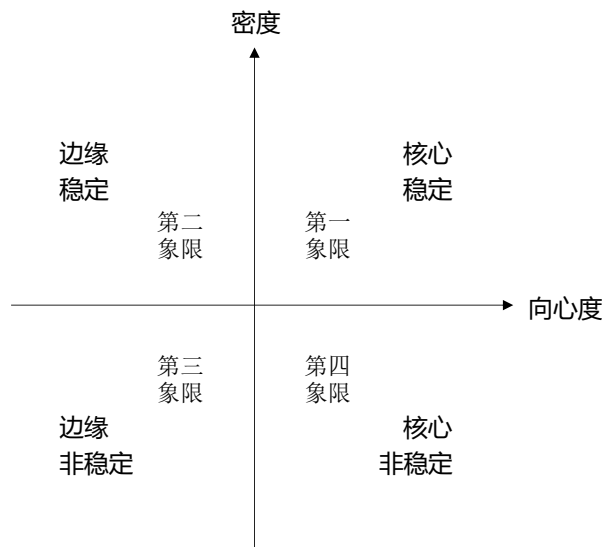 密度
边缘
稳定
核心
稳定
第二
象限
第一
象限
向心度
第三
象限
第四
象限
边缘
非稳定
核心
非稳定